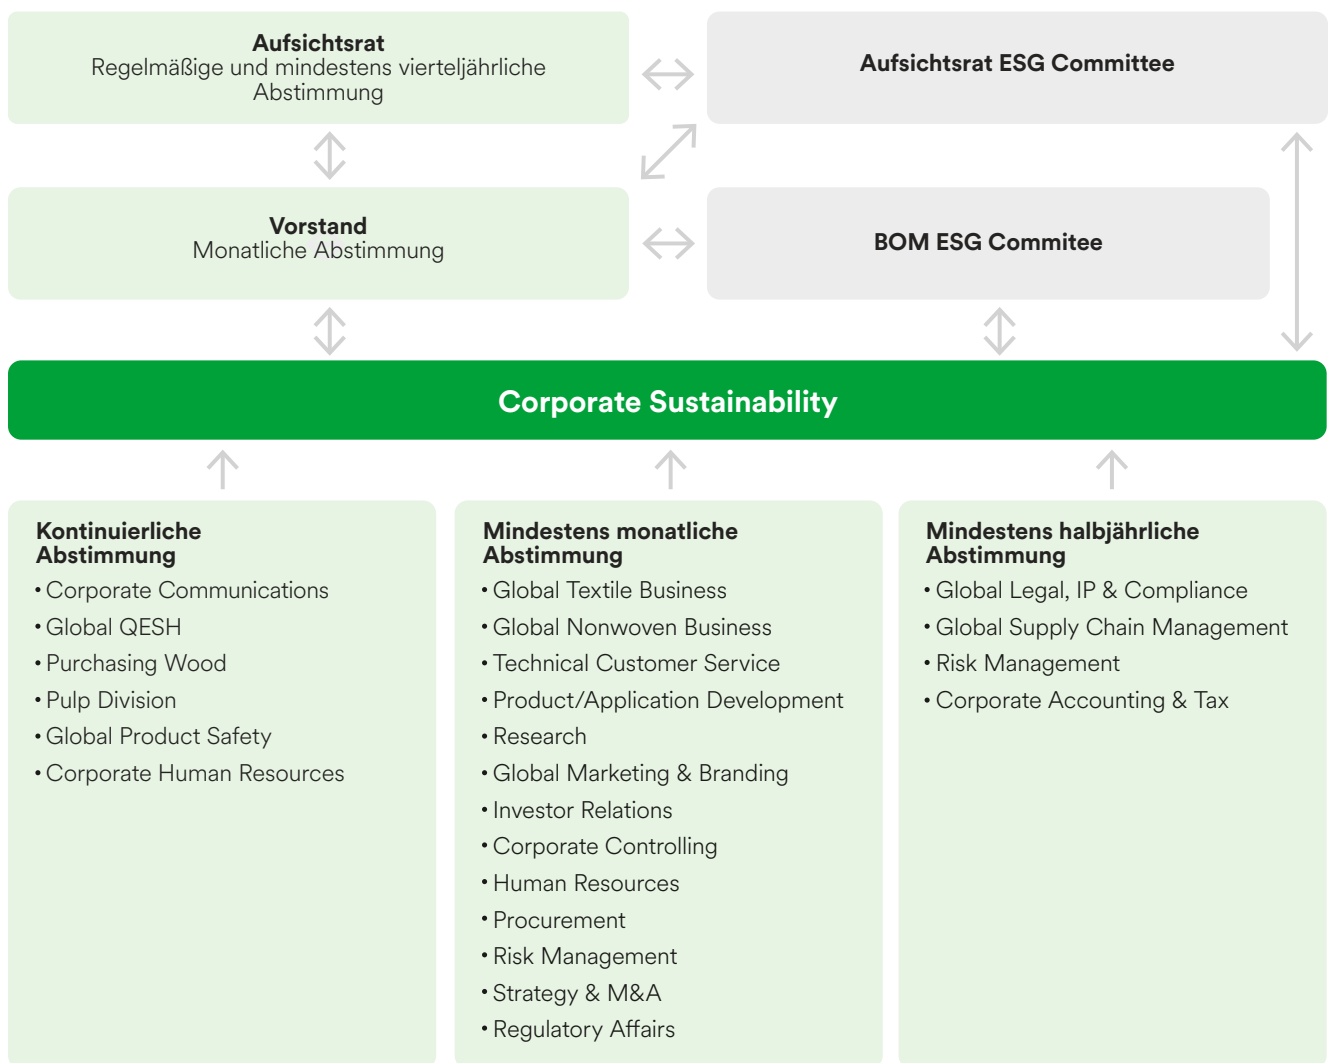 Aufsichtsrat
Regelmäßige und mindestens vierteljährliche
Abstimmung
Aufsichtsrat ESG Committee
Vorstand
Monatliche Abstimmung
BOM ESG Commitee
Corporate Sustainability
Kontinuierliche
Abstimmung
• Corporate Communications
• Global QESH
• Purchasing Wood
• Pulp Division
• Global Product Safety
• Corporate Human Resources
Mindestens monatliche
Abstimmung
• Global Textile Business
• Global Nonwoven Business
• Technical Customer Service
• Product/Application Development
• Research
• Global Marketing & Branding
• Investor Relations
• Corporate Controlling
• Human Resources
• Procurement
• Risk Management
• Strategy & M&A
• Regulatory Affairs
Mindestens halbjährliche
Abstimmung
• Global Legal, IP & Compliance
• Global Supply Chain Management
• Risk Management
• Corporate Accounting & Tax